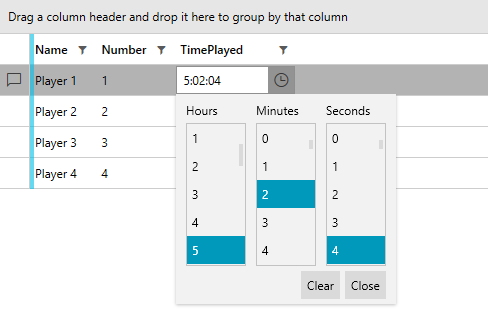 Drag a column header and drop it here to group by that column
Name Number TimePlayed
Player 1 1 5:02:04
Player 2 2
Player 3 3
Player 4 4
Hours Minutes Seconds
1 0 0
2 1 1
3 2 2
4 3 3
5 4 4
Clear Close